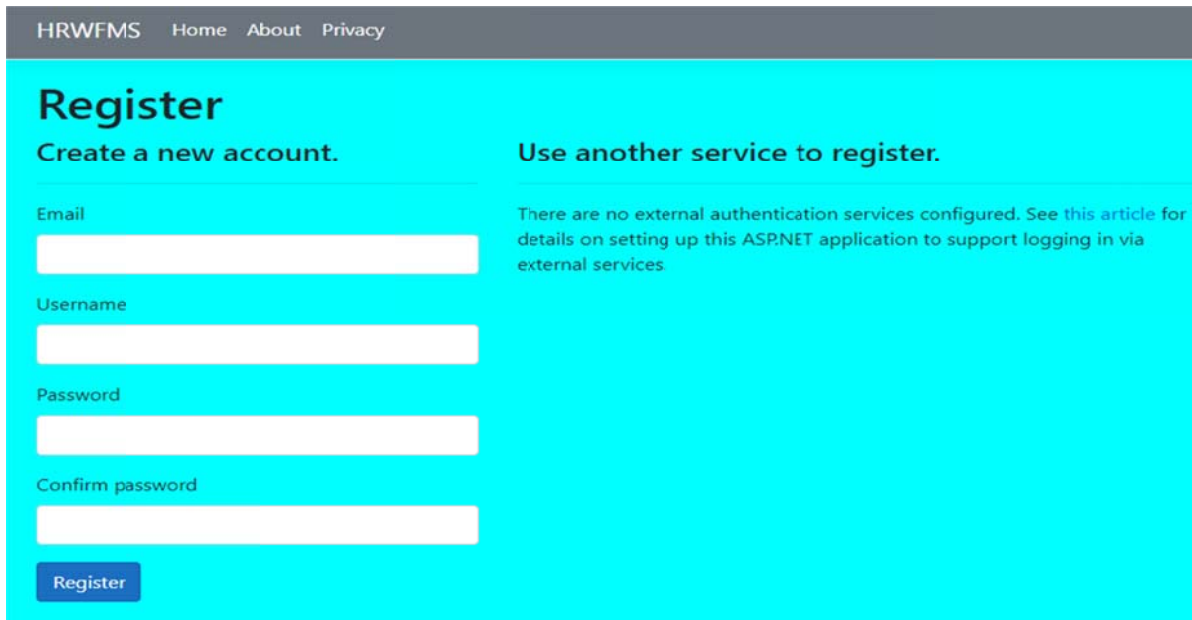 HRWFMS Home About Privacy
Register
Create a new account.
Email
Username
Password
Confirm password
Register
Use another service to register.
There are no external authentication services configured. See this article for
details on setting up this ASP.NET application to support logging in via
external services.